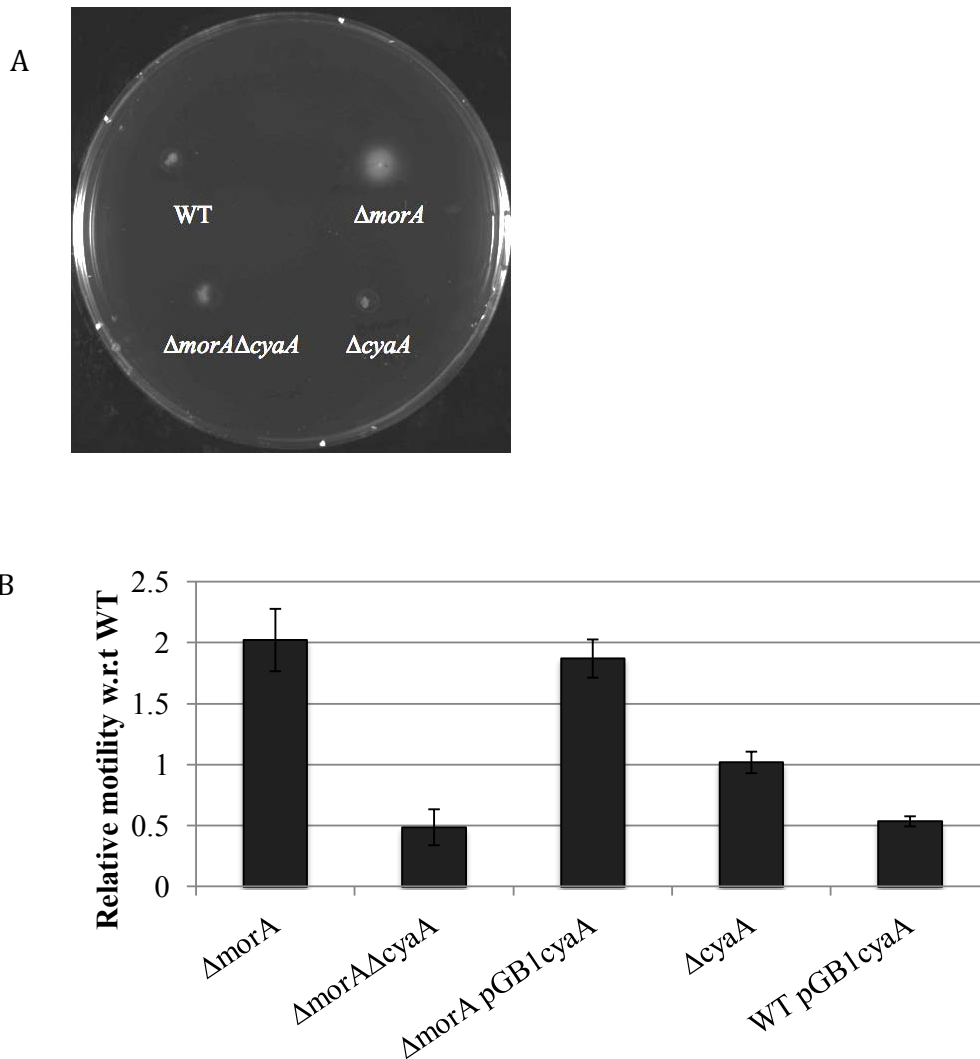 A
WT
ΔmorA
ΔmorAΔcyaA
ΔcyaA
B
Relative motility w.r.t WT
2.5
2
1.5
1
0.5
0
ΔmorA
ΔmorAΔcyaA
ΔmorA pGB1cyaA
ΔcyaA
WT pGB1cyaA